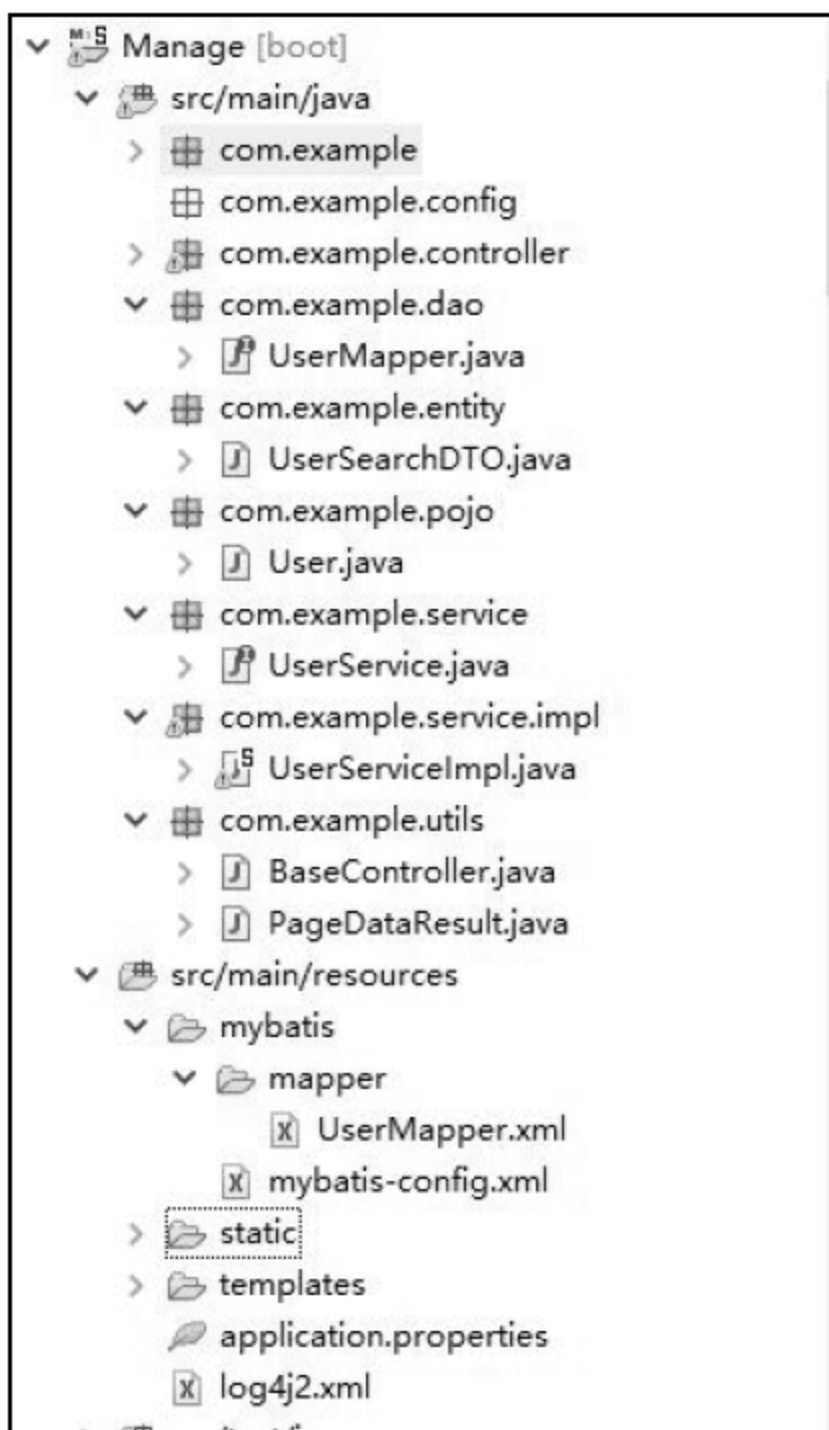 Manage [boot]
src/main/java
com.example
com.example.config
com.example.controller
com.example.dao
UserMapper.java
com.example.entity
UserSearchDTO.java
com.example.pojo
User.java
com.example.service
UserService.java
com.example.service.impl
UserServiceImpl.java
com.example.utils
BaseController.java
PageDataResult.java
src/main/resources
mybatis
mapper
UserMapper.xml
mybatis-config.xml
static
templates
application.properties
log4j2.xml